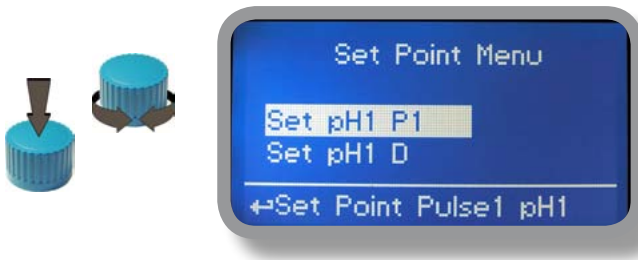 Set Point Menu
Set pH1 P1
Set pH1 D
↩Set Point Pulse1 pH1